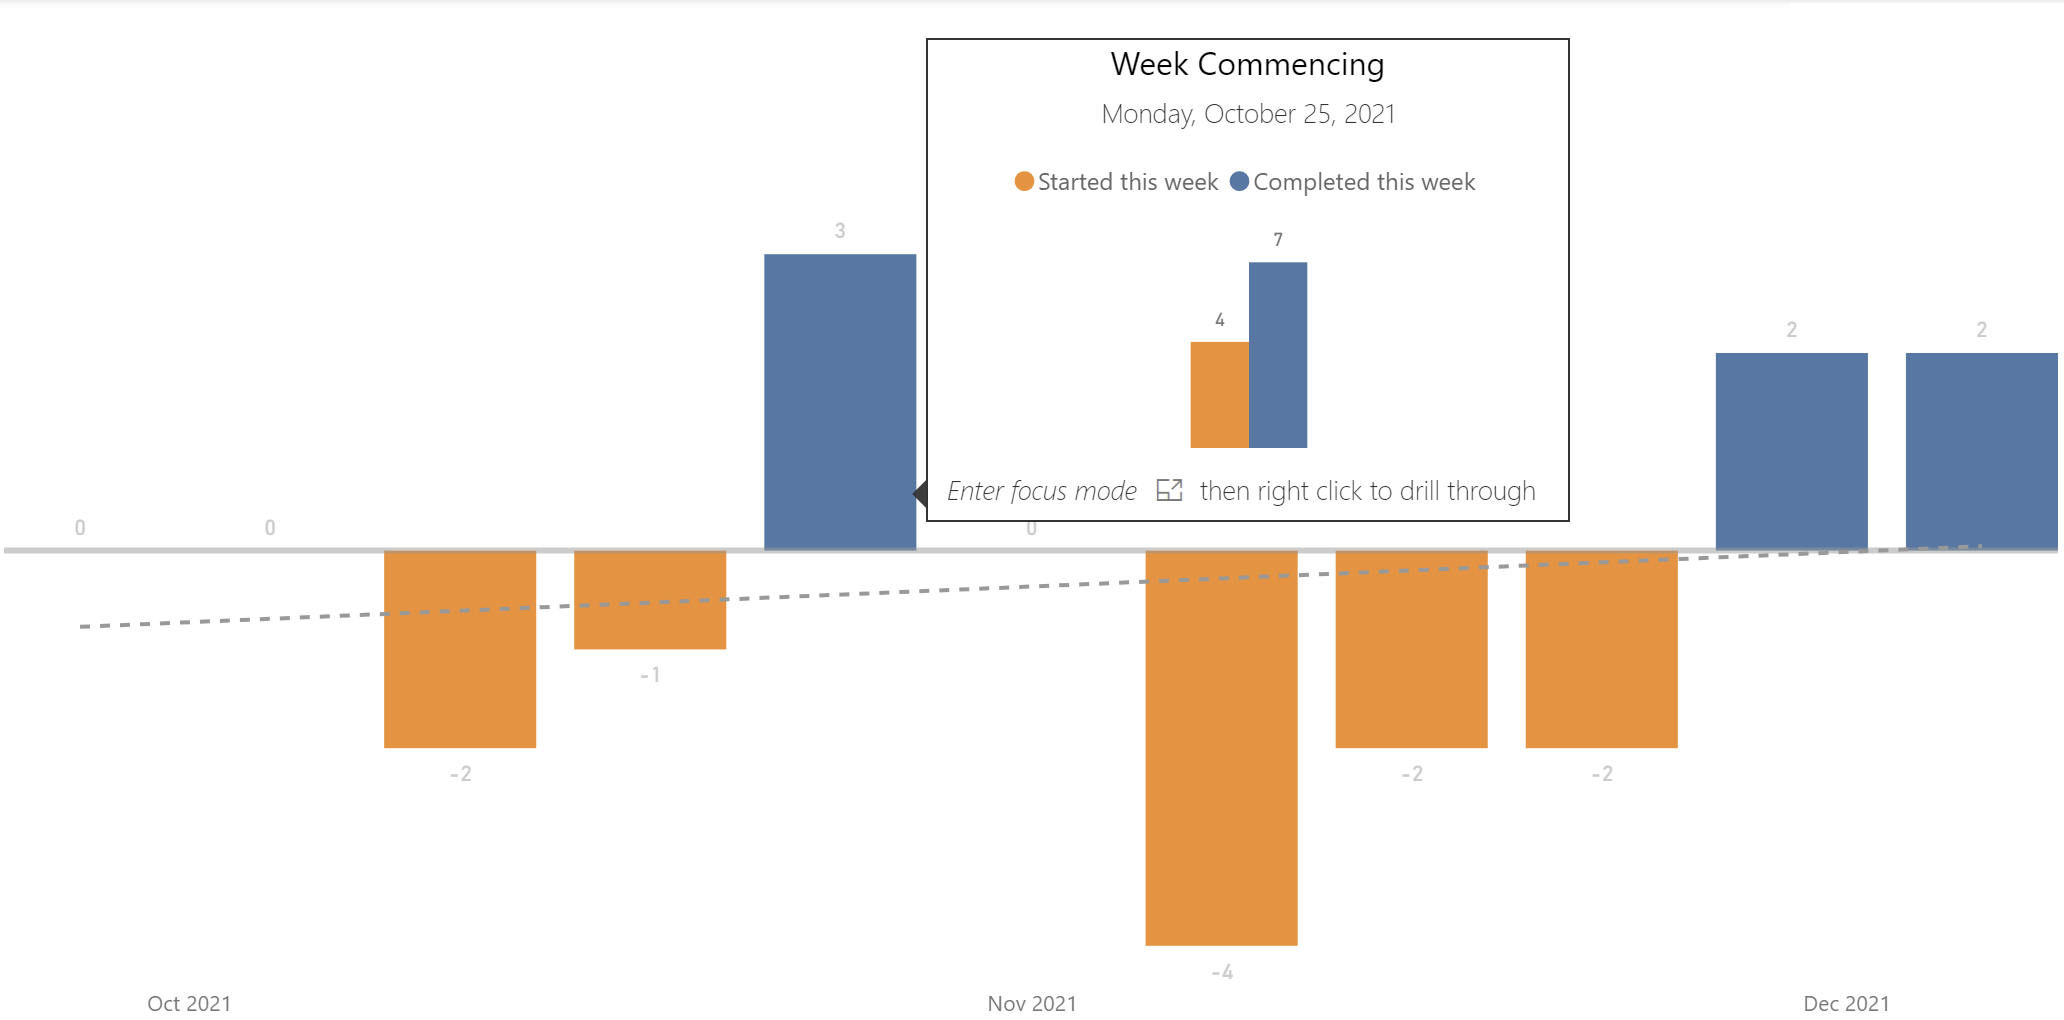 Week Commencing
Monday, October 25, 2021
Started this week Completed this week
7
4
Enter focus mode then right click to drill through
3
2
2
0
0
0
-1
-2
-2
-2
-4
Oct 2021
Nov 2021
Dec 2021